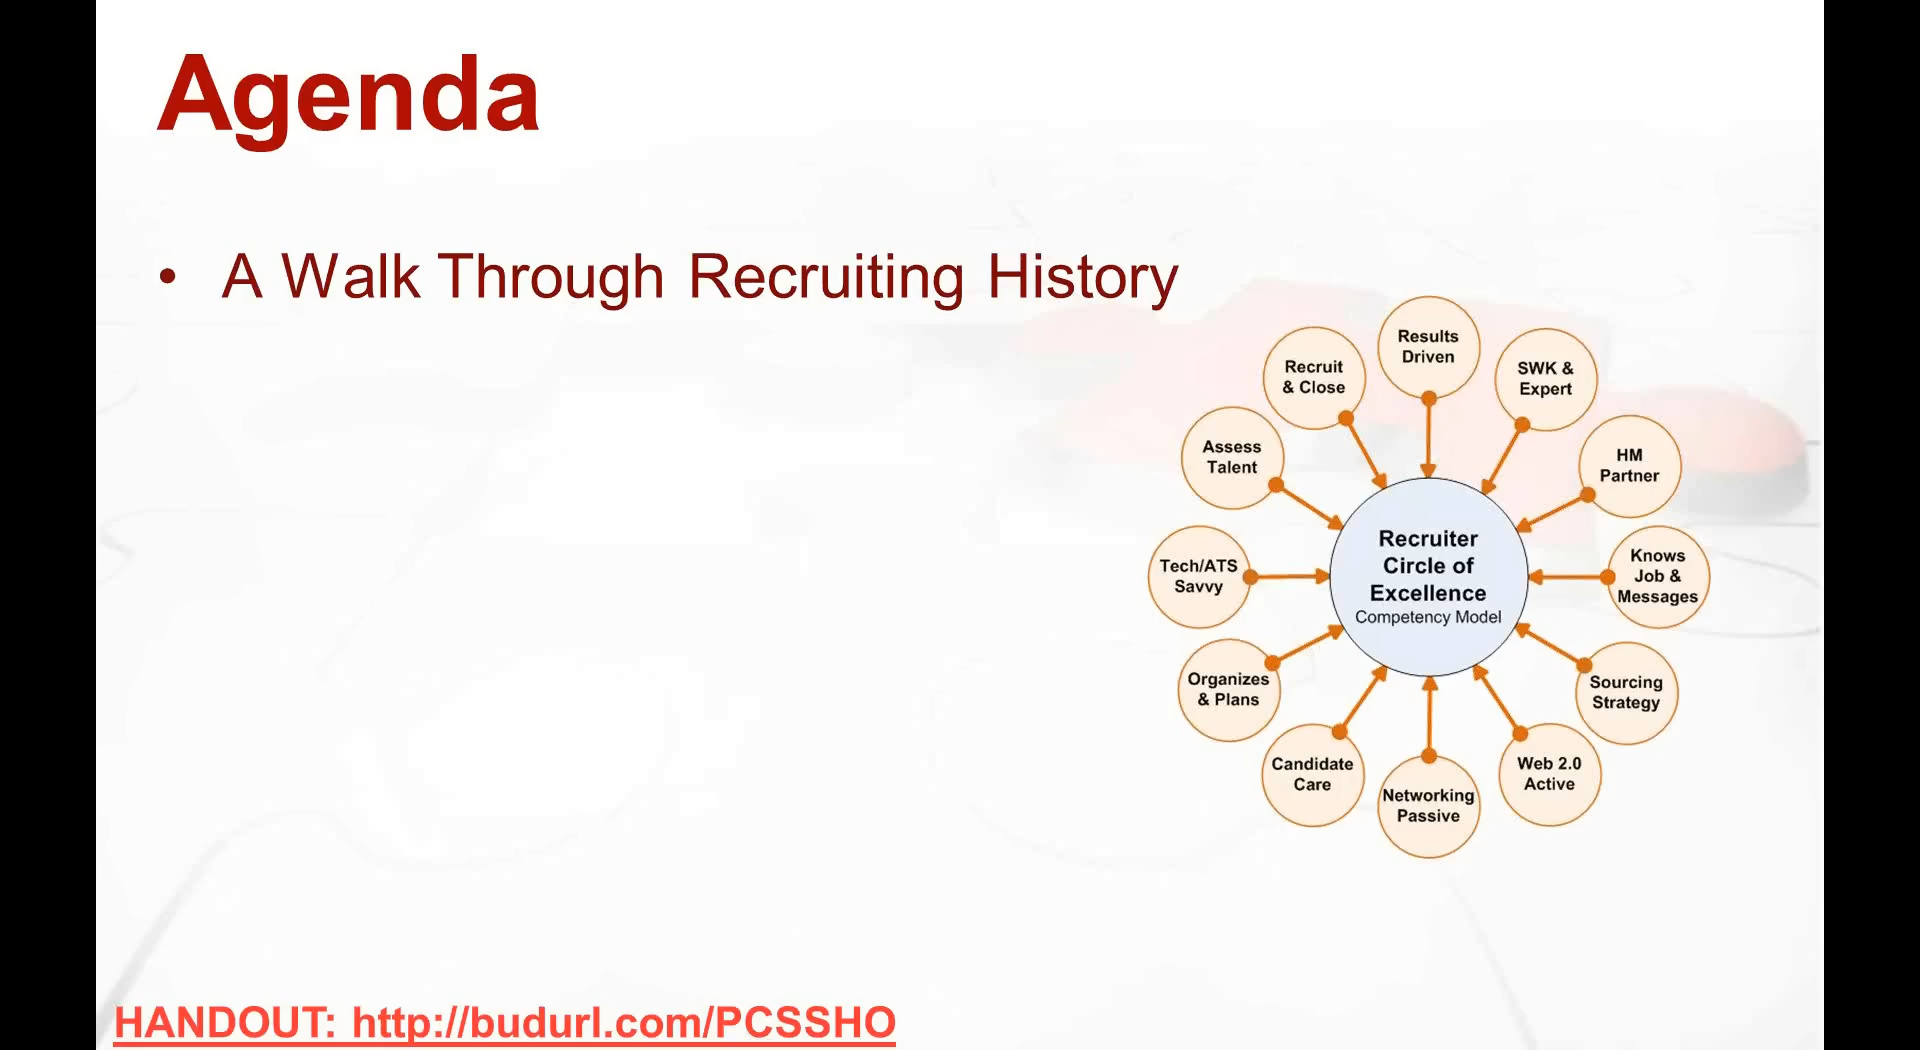 Agenda
• A Walk Through Recruiting History
Results
Driven
SWK &
Expert
HM
Partner
Knows
Job &
Messages
Sourcing
Strategy
Web 2.0
Active
Networking
Passive
Candidate
Care
Organizes
& Plans
Tech/ATS
Savvy
Assess
Talent
Recruit
& Close
Recruiter
Circle of
Excellence
Competency Model
HANDOUT: http://budurl.com/PCSSHO